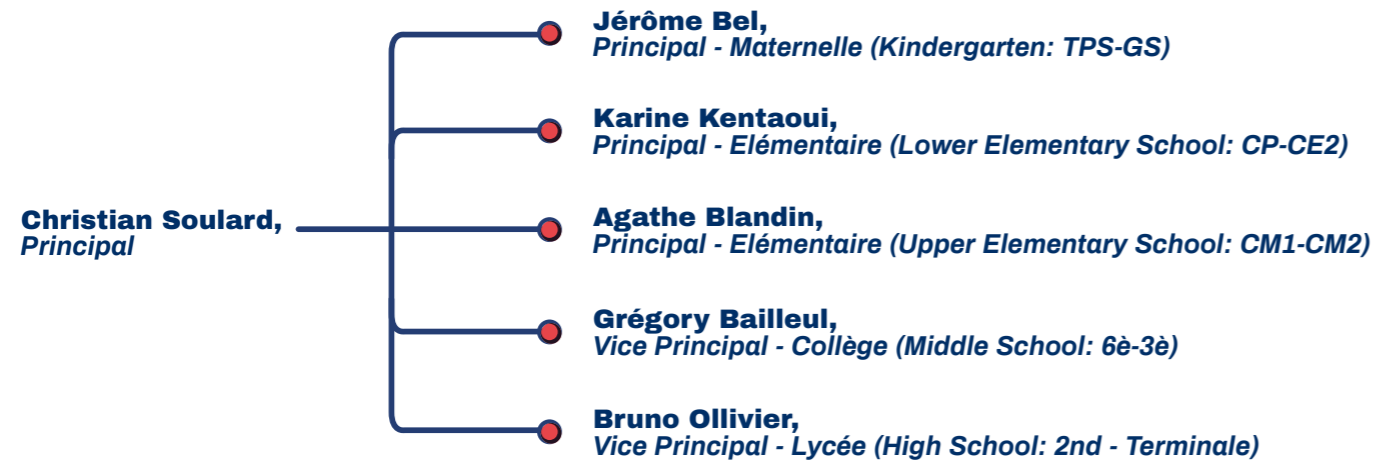 Jérôme Bel,
Principal - Maternelle (Kindergarten: TPS-GS)
Karine Kentaoui,
Principal - Elémentaire (Lower Elementary School: CP-CE2)
Christian Soulard,
Principal
Agathe Blandin,
Principal - Elémentaire (Upper Elementary School: CM1-CM2)
Grégory Bailleul,
Vice Principal - Collège (Middle School: 6è-3è)
Bruno Ollivier,
Vice Principal - Lycée (High School: 2nd - Terminale)